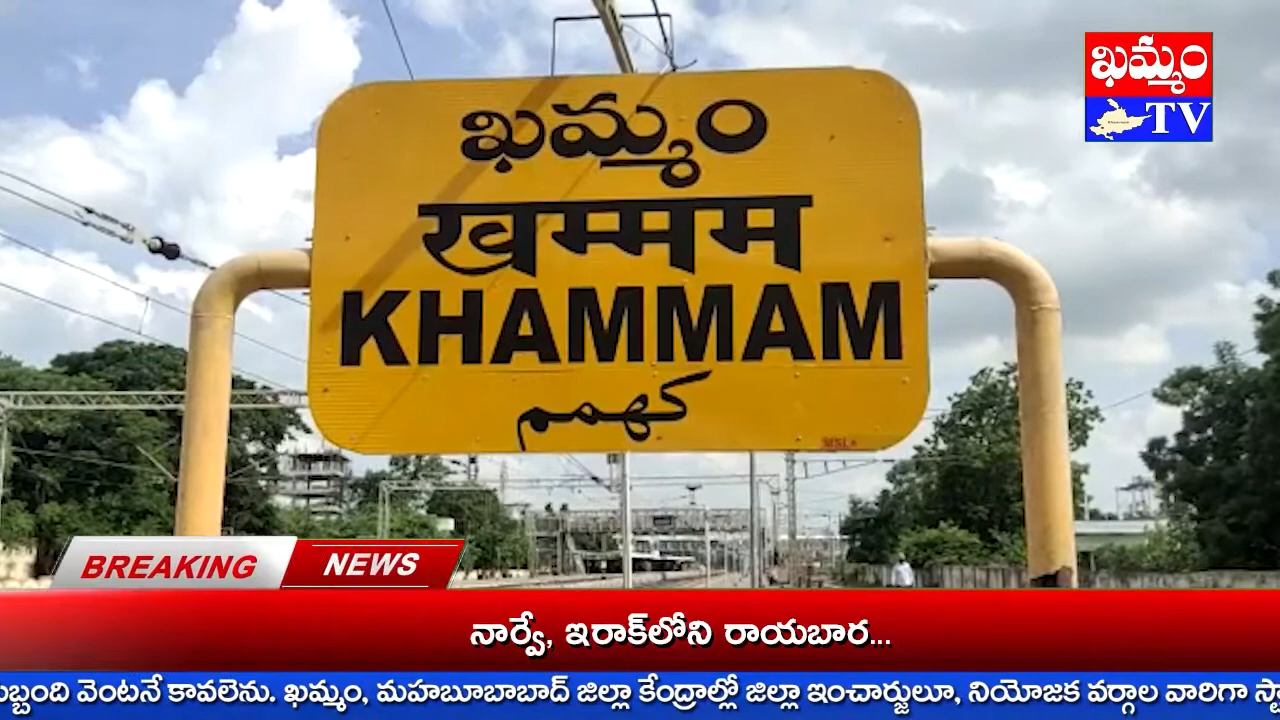 ఖమ్మం
TV
ఖమ్మం
खम्मम
KHAMMAM
کھمم
BREAKING NEWS
నార్వే, ఇరాక్‌లోని రాయబార...
వెంటనే కావలెను. ఖమ్మం, మహబూబాబాద్ జిల్లా కేంద్రాల్లో జిల్లా ఇంచార్జులూ, నియోజక వర్గాల వారిగా